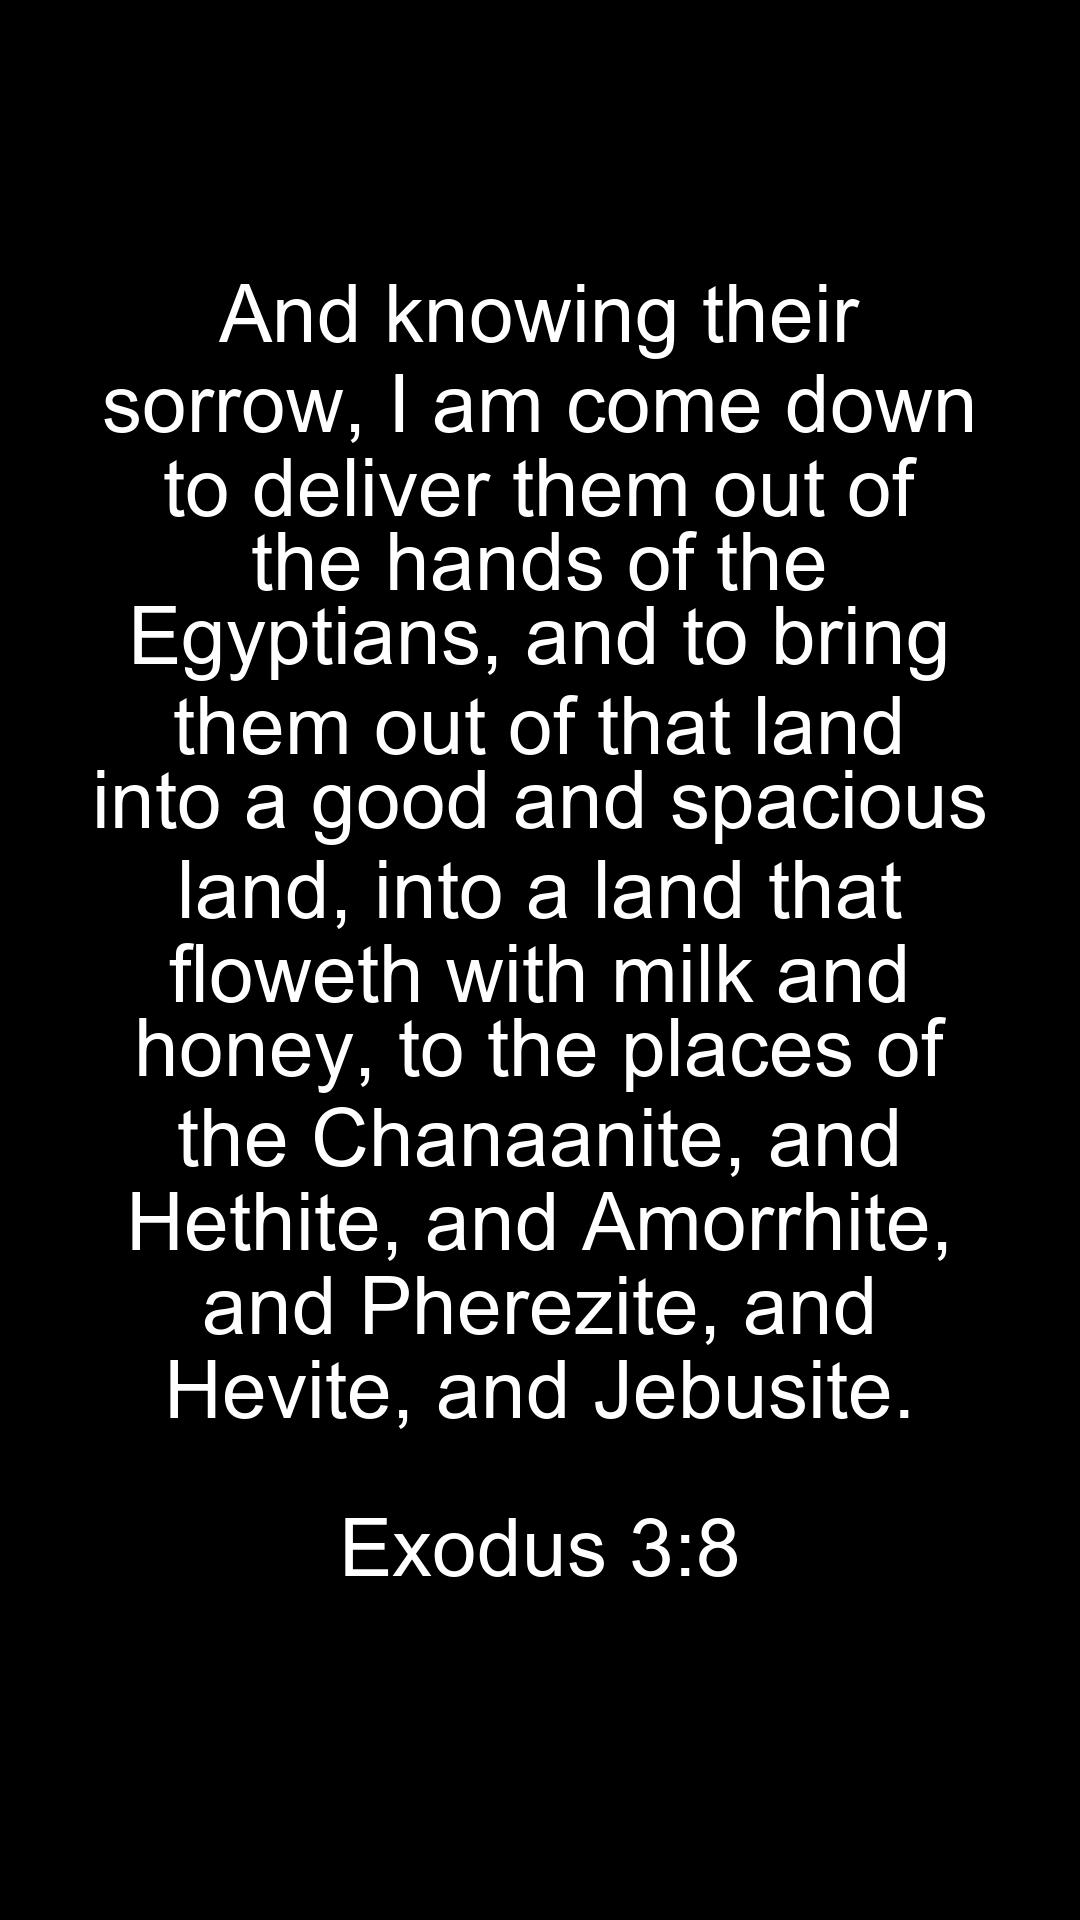 And knowing their
sorrow, I am come down
to deliver them out of
the hands of the
Egyptians, and to bring
them out of that land
into a good and spacious
land, into a land that
floweth with milk and
honey, to the places of
the Chanaanite, and
Hethite, and Amorrhite,
and Pherezite, and
Hevite, and Jebusite.
Exodus 3:8